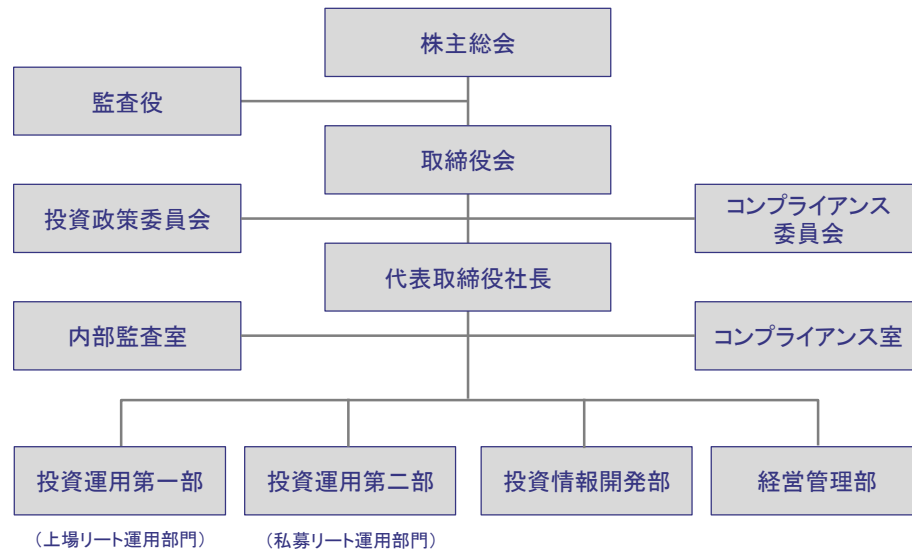 株主総会
監査役
取締役会
投資政策委員会
コンプライアンス
委員会
代表取締役社長
内部監査室
コンプライアンス室
投資運用第一部
投資運用第二部
投資情報開発部
経営管理部
（上場リート運用部門）
（私募リート運用部門）